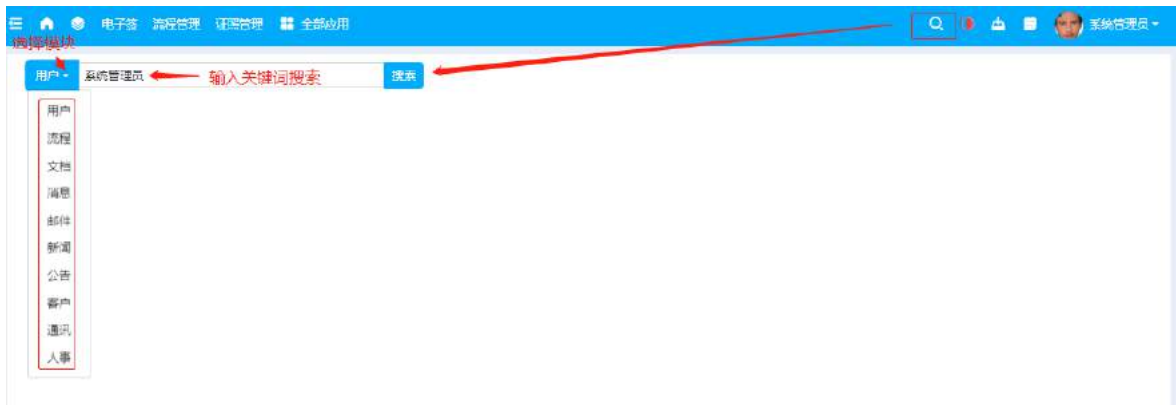 电子签 流程管理 证照管理 全部应用 系统管理员
选择模块
用户 系统管理员 输入关键词搜索 搜索
用户
流程
文档
消息
邮件
新闻
公告
客户
通讯
人事